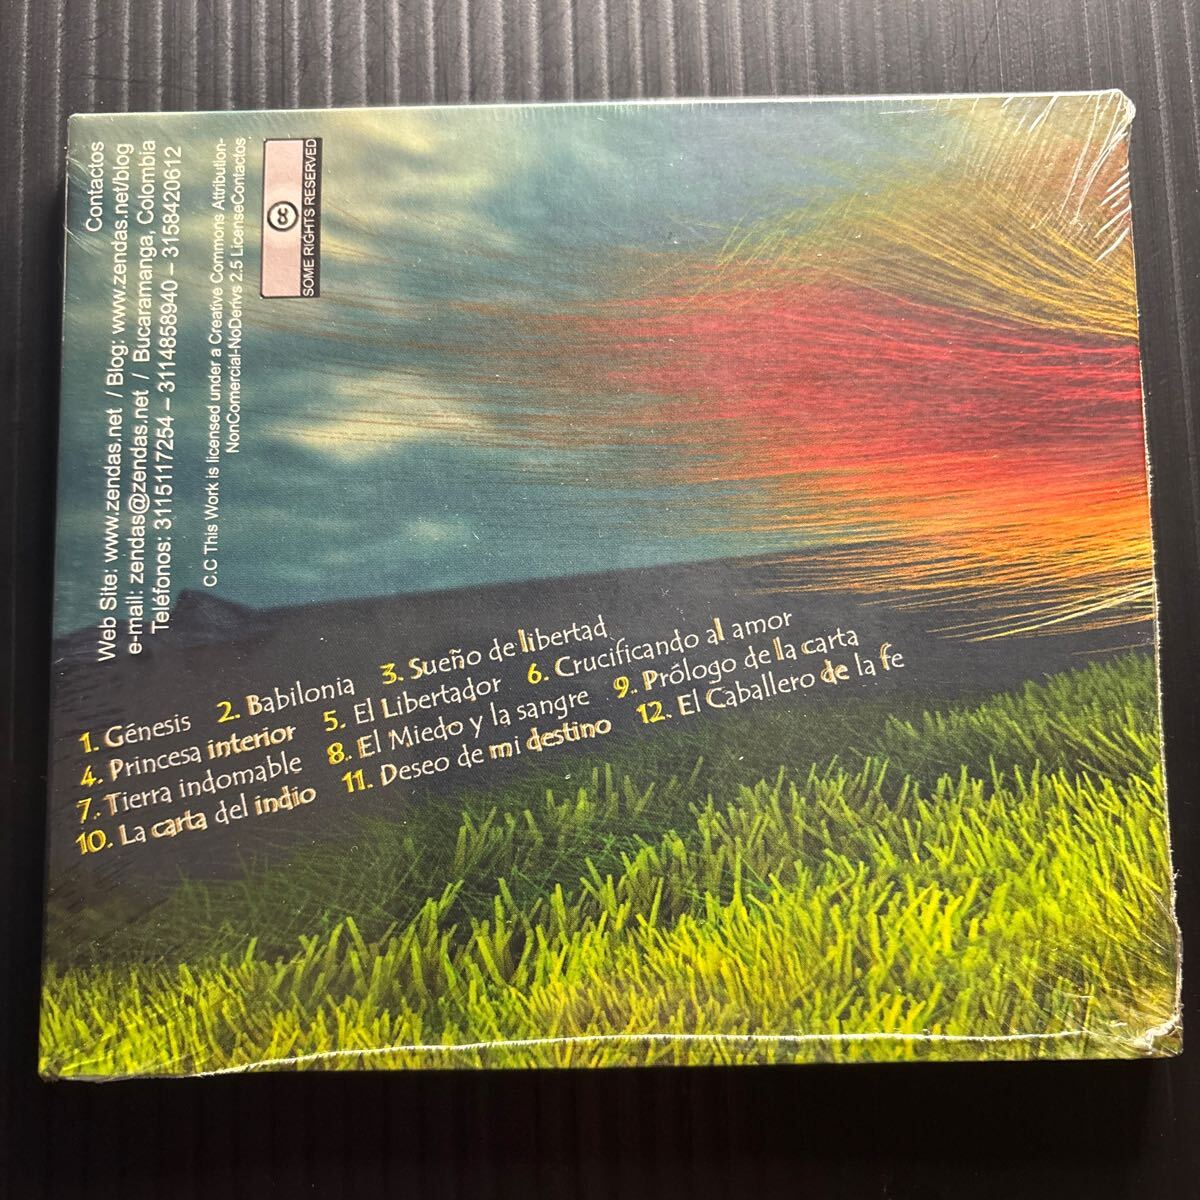 Contactos
Web Site: www.zendas.net / Blog: www.zendas.net/blog
e-mail: zendas@zendas.net / Bucaramanga, Colombia
Teléfonos: 3115117254 – 3114858940 – 3158420612
C.C This Work is licensed under a Creative Commons Attribution-
NonComercial-NoDerivs 2.5 LicenseContactos
cc
SOME RIGHTS RESERVED
1. Génesis 2. Babilonia 3. Sueño de libertad
4. Princesa interior 5. El Libertador 6. Crucificando al amor
7. Tierra indomable 8. El Miedo y la sangre 9. Prólogo de la carta
10. La carta del indio 11. Deseo de mi destino 12. El Caballero de la fe